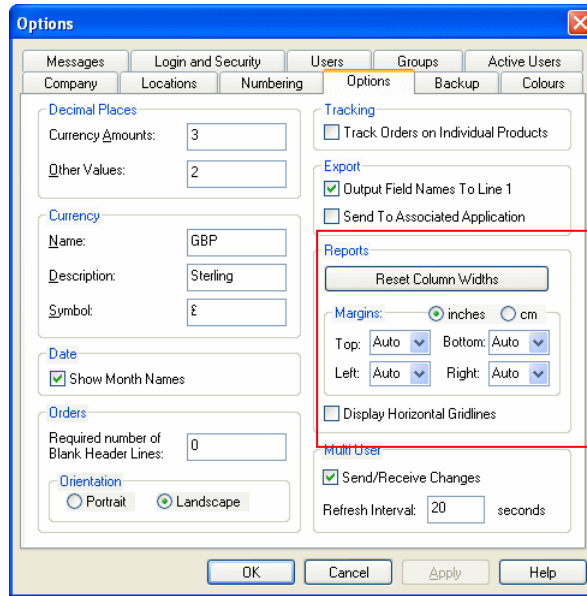 Options
Messages
Login and Security
Users
Groups
Active Users
Company
Locations
Numbering
Options
Backup
Colours
Decimal Places
Currency Amounts: 3
Other Values: 2
Currency
Name: GBP
Description: Sterling
Symbol: £
Date
Show Month Names
Orders
Required number of
Blank Header Lines: 0
Orientation
Portrait Landscape
Tracking
Track Orders on Individual Products
Export
Output Field Names To Line 1
Send To Associated Application
Reports
Reset Column Widths
Margins: inches cm
Top: Auto Bottom: Auto
Left: Auto Right: Auto
Display Horizontal Gridlines
Multi User
Send/Receive Changes
Refresh Interval: 20 seconds
OK Cancel Apply Help